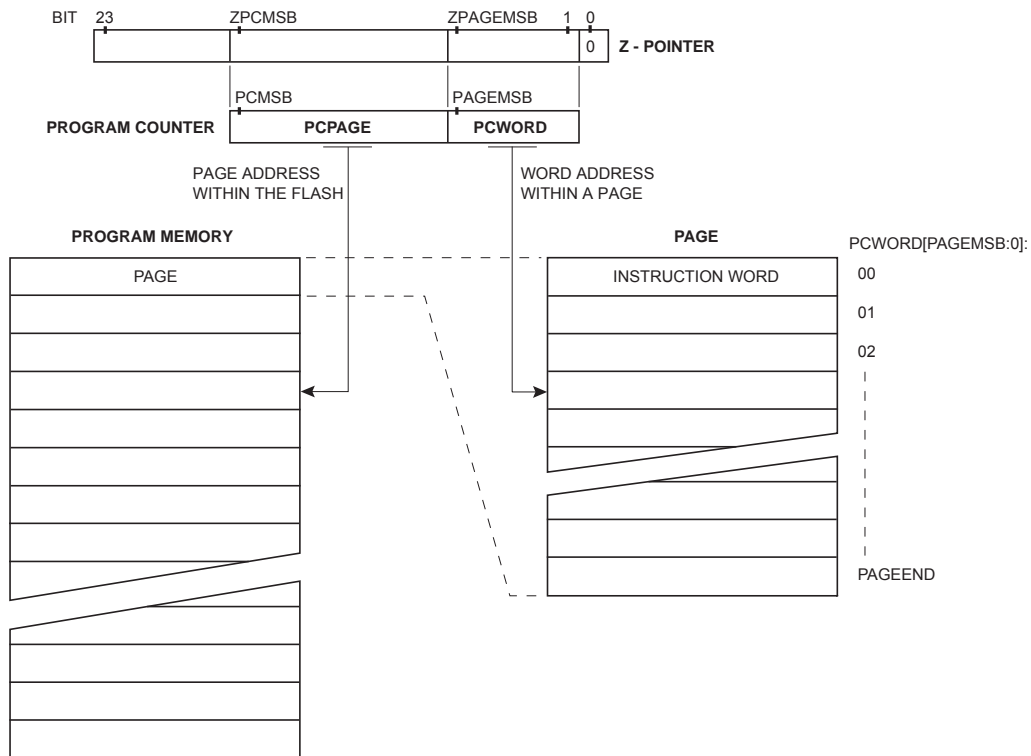 BIT 23 ZPCMSB ZPAGEMSB 1 0
0 Z - POINTER
PCMSB PAGEMSB
PROGRAM COUNTER PCPAGE PCWORD
PAGE ADDRESS
WITHIN THE FLASH
WORD ADDRESS
WITHIN A PAGE
PROGRAM MEMORY
PAGE
PCWORD[PAGEMSB:0]:
PAGE
INSTRUCTION WORD
00
01
02
PAGEEND